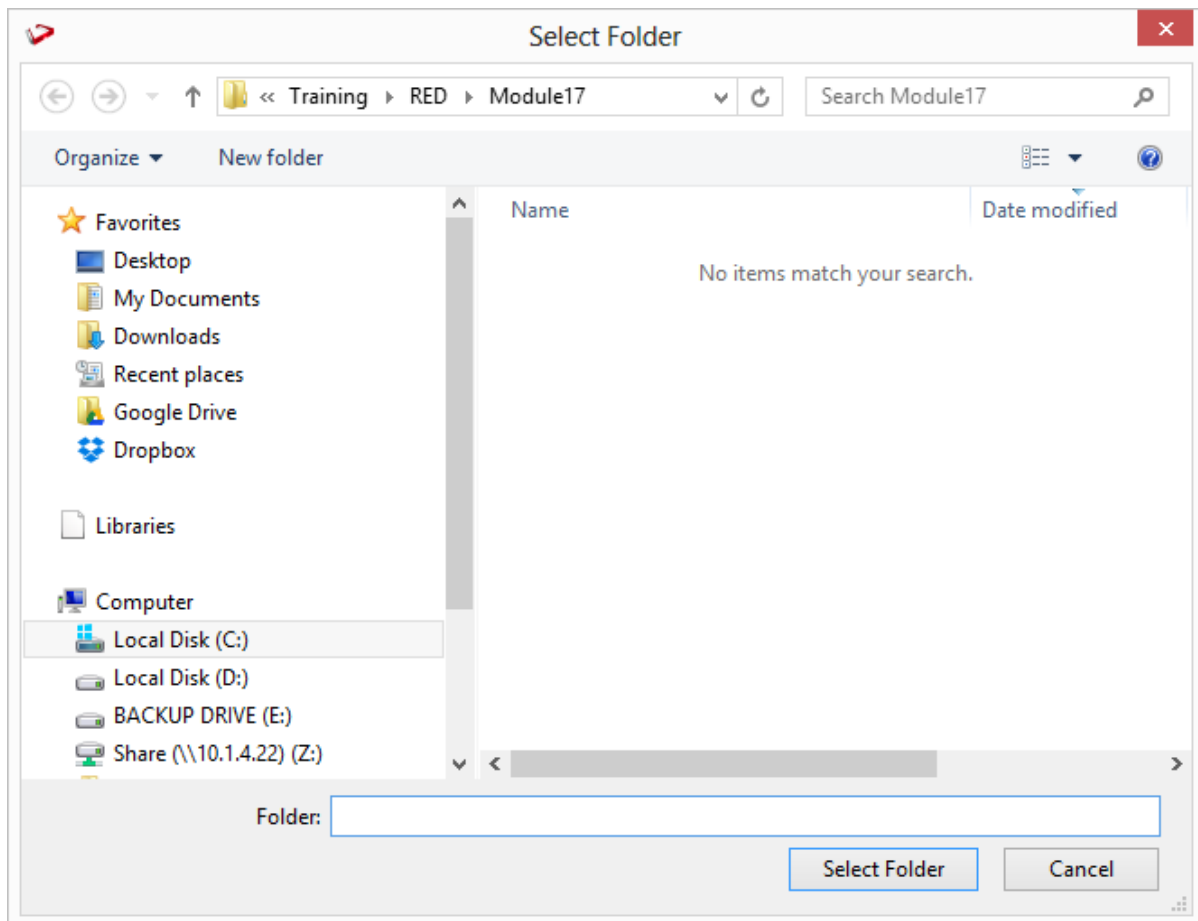 Select Folder
« Training RED Module17
Search Module17
Organize
New folder
Favorites
Desktop
My Documents
Downloads
Recent places
Google Drive
Dropbox
Libraries
Computer
Local Disk (C:)
Local Disk (D:)
BACKUP DRIVE (E:)
Share (\\10.1.4.22) (Z:)
Name
Date modified
No items match your search.
Folder:
Select Folder
Cancel